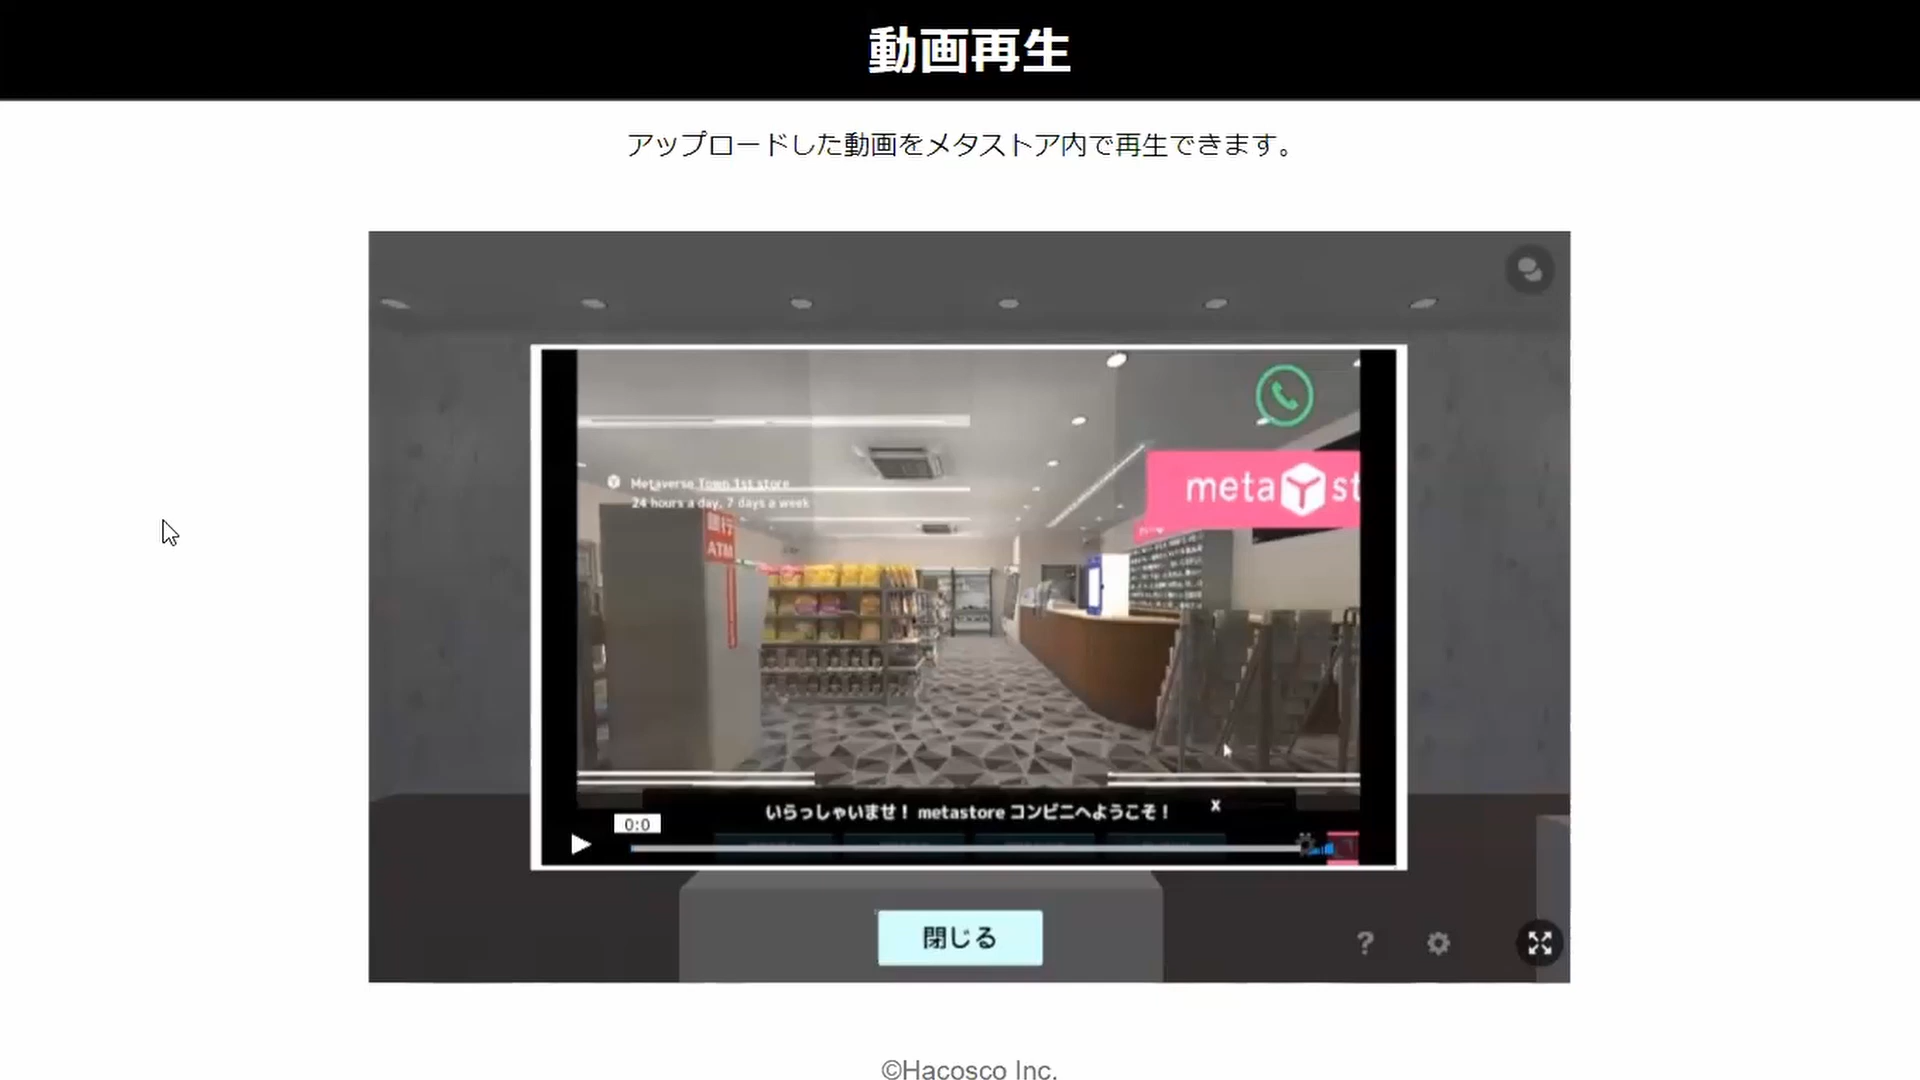 動画再生
アップロードした動画をメタストア内で再生できます。
Metaverse Town 1st store
24 hours a day, 7 days a week
meta st
銀行
ATM
いらっしゃいませ！ metastore コンビニへようこそ！
x
0:0
閉じる
?
©Hacosco Inc.